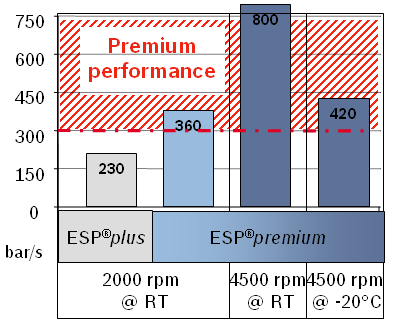 750
600
450
300
150
0
bar/s
Premium
performance
230
360
800
420
ESP®plus
ESP®premium
2000 rpm
@ RT
4500 rpm
@ RT
4500 rpm
@ -20°C